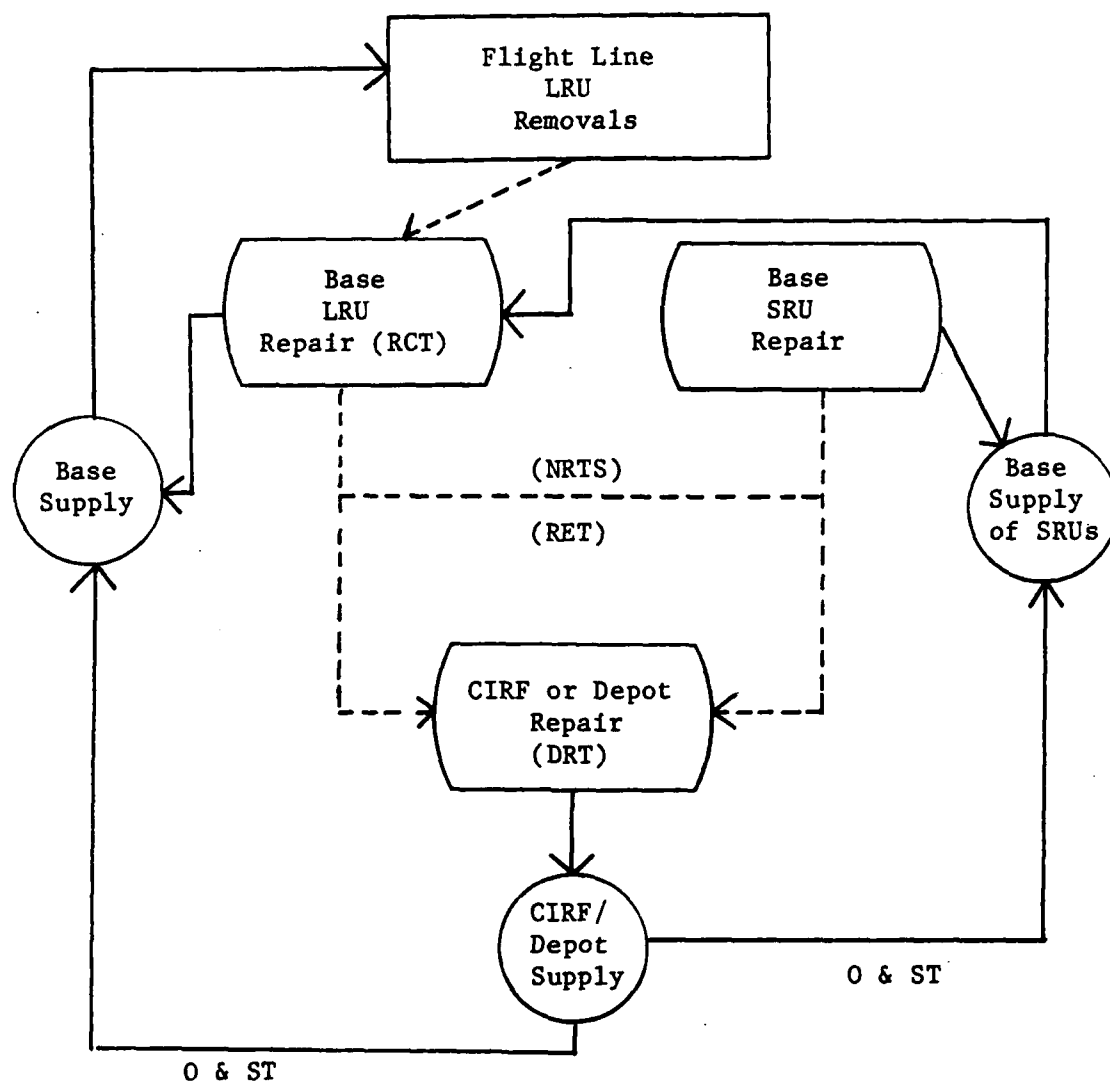 Flight Line
LRU
Removals
Base
LRU
Repair (RCT)
Base
SRU
Repair
Base
Supply
(NRTS)
(RET)
Base
Supply
of SRUs
CIRF or Depot
Repair
(DRT)
CIRF/
Depot
Supply
O & ST
O & ST